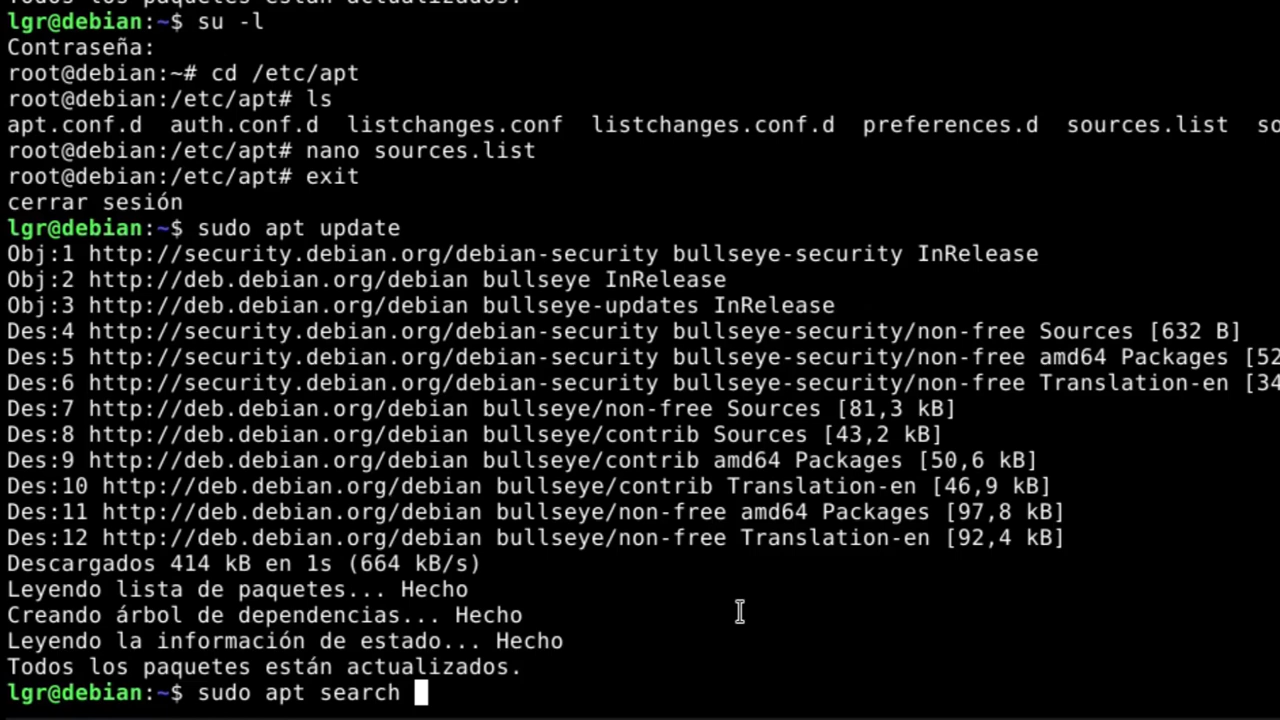 Todos los paquetes están actualizados.
lgr@debian:~$ su -l
Contraseña:
root@debian:~# cd /etc/apt
root@debian:/etc/apt# ls
apt.conf.d  auth.conf.d  listchanges.conf  listchanges.conf.d  preferences.d  sources.list  so
root@debian:/etc/apt# nano sources.list
root@debian:/etc/apt# exit
cerrar sesión
lgr@debian:~$ sudo apt update
Obj:1 http://security.debian.org/debian-security bullseye-security InRelease
Obj:2 http://deb.debian.org/debian bullseye InRelease
Obj:3 http://deb.debian.org/debian bullseye-updates InRelease
Des:4 http://security.debian.org/debian-security bullseye-security/non-free Sources [632 B]
Des:5 http://security.debian.org/debian-security bullseye-security/non-free amd64 Packages [52
Des:6 http://security.debian.org/debian-security bullseye-security/non-free Translation-en [34
Des:7 http://deb.debian.org/debian bullseye/non-free Sources [81,3 kB]
Des:8 http://deb.debian.org/debian bullseye/contrib Sources [43,2 kB]
Des:9 http://deb.debian.org/debian bullseye/contrib amd64 Packages [50,6 kB]
Des:10 http://deb.debian.org/debian bullseye/contrib Translation-en [46,9 kB]
Des:11 http://deb.debian.org/debian bullseye/non-free amd64 Packages [97,8 kB]
Des:12 http://deb.debian.org/debian bullseye/non-free Translation-en [92,4 kB]
Descargados 414 kB en 1s (664 kB/s)
Leyendo lista de paquetes... Hecho
Creando árbol de dependencias... Hecho
Leyendo la información de estado... Hecho
Todos los paquetes están actualizados.
lgr@debian:~$ sudo apt search